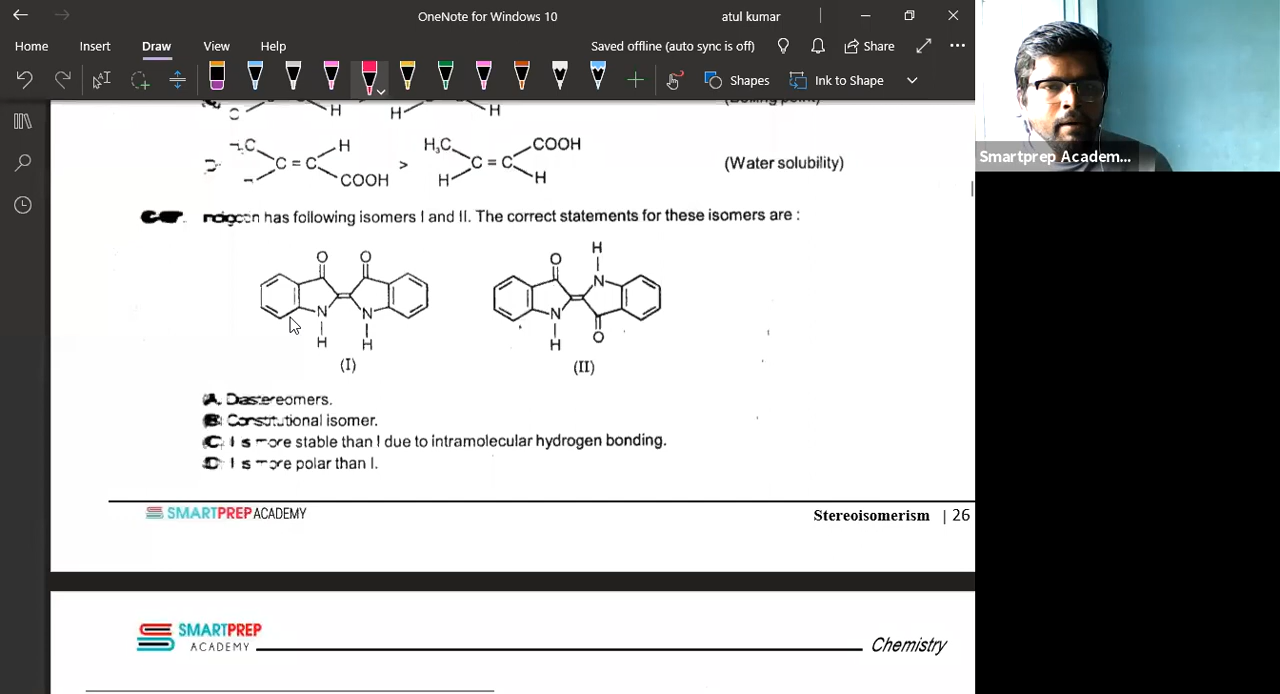 OneNote for Windows 10
atul kumar
Home Insert Draw View Help
Saved offline (auto sync is off)
Share
Shapes
Ink to Shape
Smartprep Academ...
H H H
C H H₃C COOH
C = C > C = C (Water solubility)
COOH H H
has following isomers I and II. The correct statements for these isomers are :
O O O H
N
N N N
H H H O
(I) (II)
A. Diastereomers.
B. Constitutional isomer.
C. more stable than I due to intramolecular hydrogen bonding.
D. more polar than I.
SMARTPREP ACADEMY
Stereoisomerism | 26
SMARTPREP
ACADEMY
Chemistry